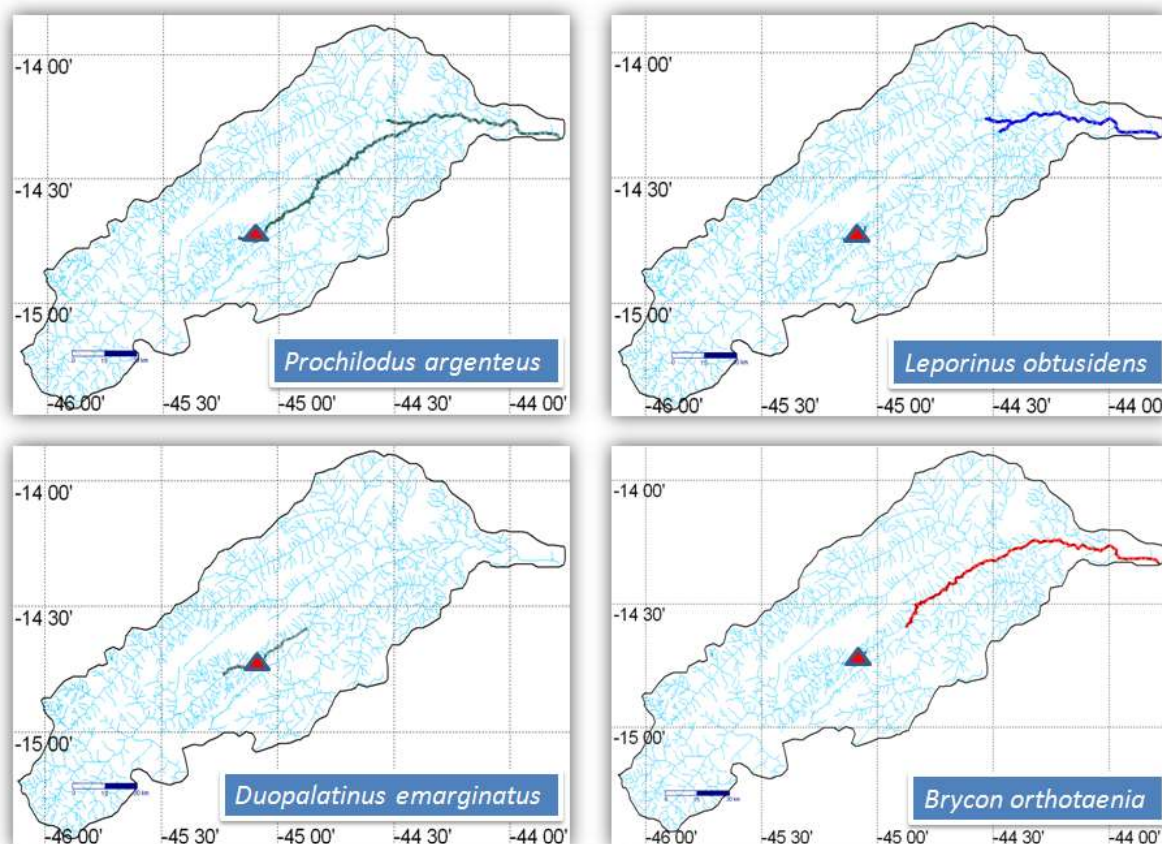 -14 00'
-14 30'
-15 00'
Prochilodus argenteus
-46 00' -45 30' -45 00' -44 30' -44 00'
-14 00'
-14 30'
-15 00'
Leporinus obtusidens
-46 00' -45 30' -45 00' -44 30' -44 00'
-14 00'
-14 30'
-15 00'
Duopalatinus emarginatus
-46 00' -45 30' -45 00' -44 30' -44 00'
-14 00'
-14 30'
-15 00'
Brycon orthotaenia
-46 00' -45 30' -45 00' -44 30' -44 00'